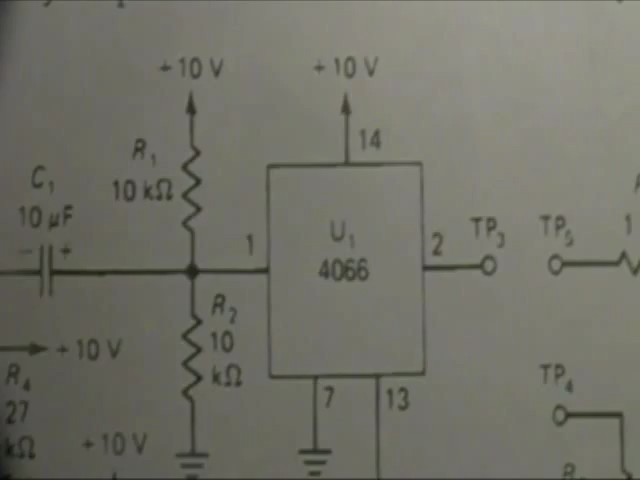 +10 V
+10 V
14
R₁
10 kΩ
C₁
10 µF
− +
1
U₁
4066
2
TP₃
TP₅
1
R₂
10
kΩ
+10 V
R₄
27
kΩ
7
13
TP₄
+10 V